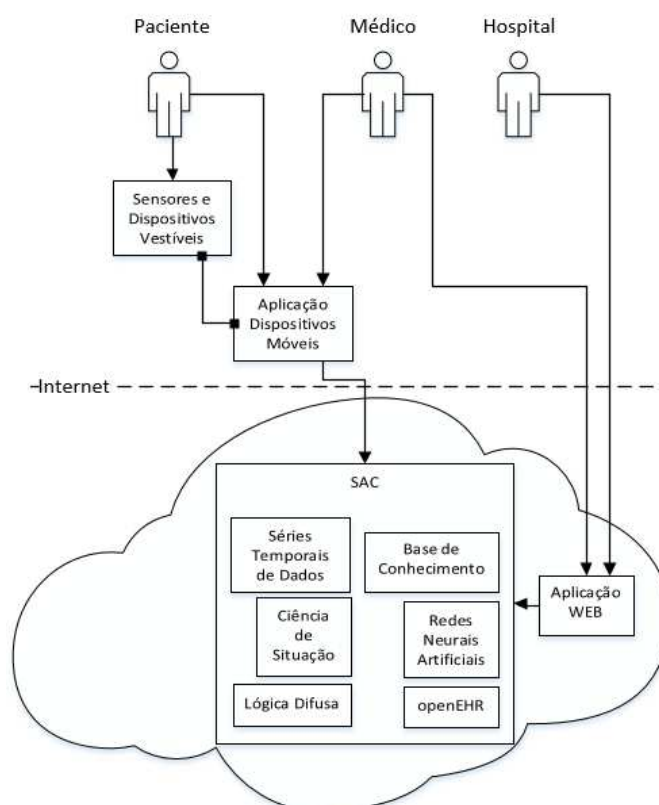 Paciente
Médico
Hospital
Sensores e
Dispositivos
Vestíveis
Aplicação
Dispositivos
Móveis
Internet
SAC
Séries
Temporais
de Dados
Base de
Conhecimento
Ciência
de
Situação
Redes
Neurais
Artificiais
Aplicação
WEB
Lógica Difusa
openEHR